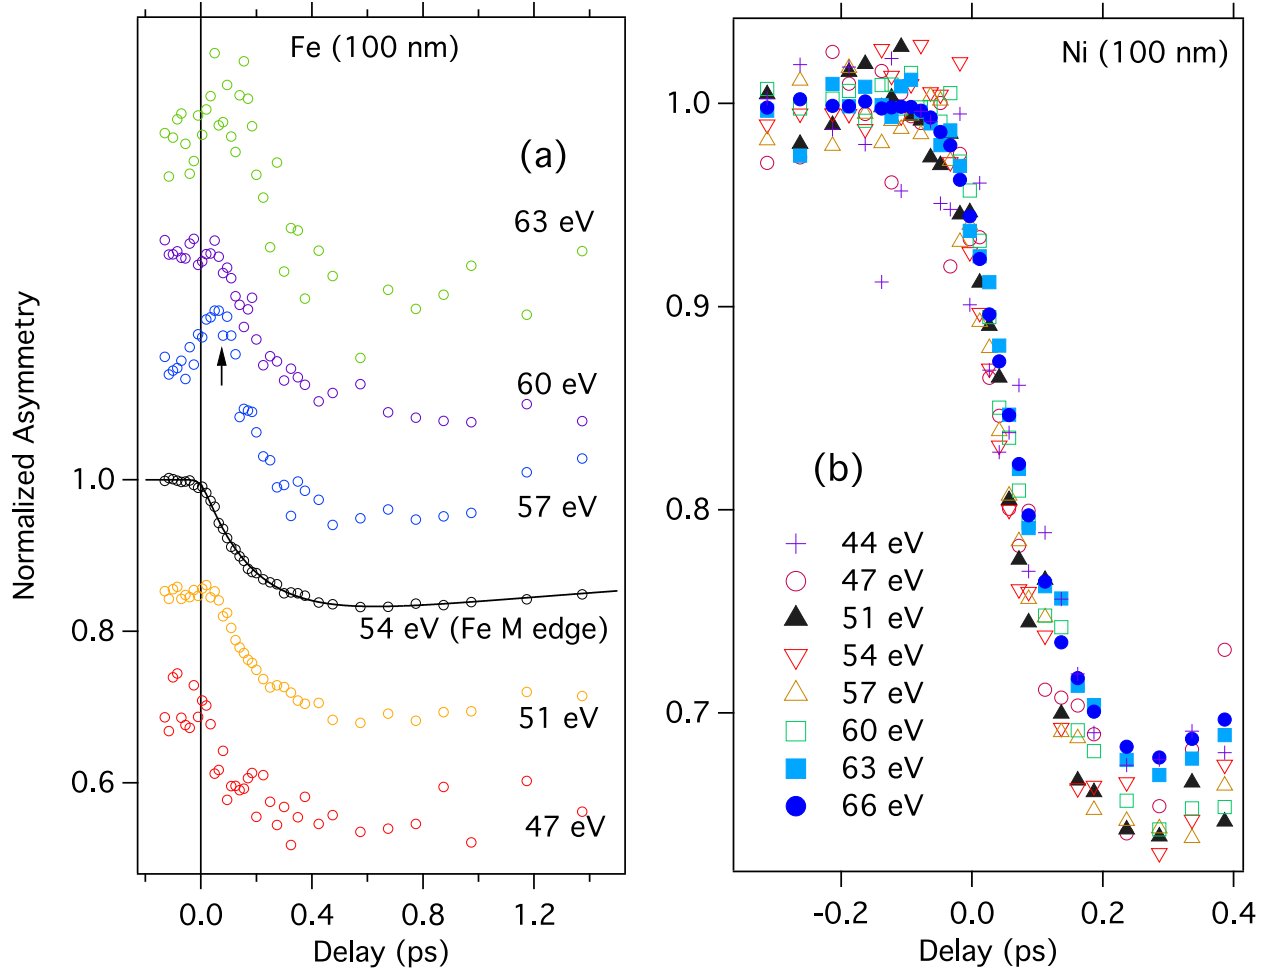 Fe (100 nm)
(a)
63 eV
60 eV
57 eV
54 eV (Fe M edge)
51 eV
47 eV
Normalized Asymmetry
1.0
0.8
0.6
0.0 0.4 0.8 1.2
Delay (ps)
Ni (100 nm)
(b)
44 eV
47 eV
51 eV
54 eV
57 eV
60 eV
63 eV
66 eV
1.0
0.9
0.8
0.7
-0.2 0.0 0.2 0.4
Delay (ps)